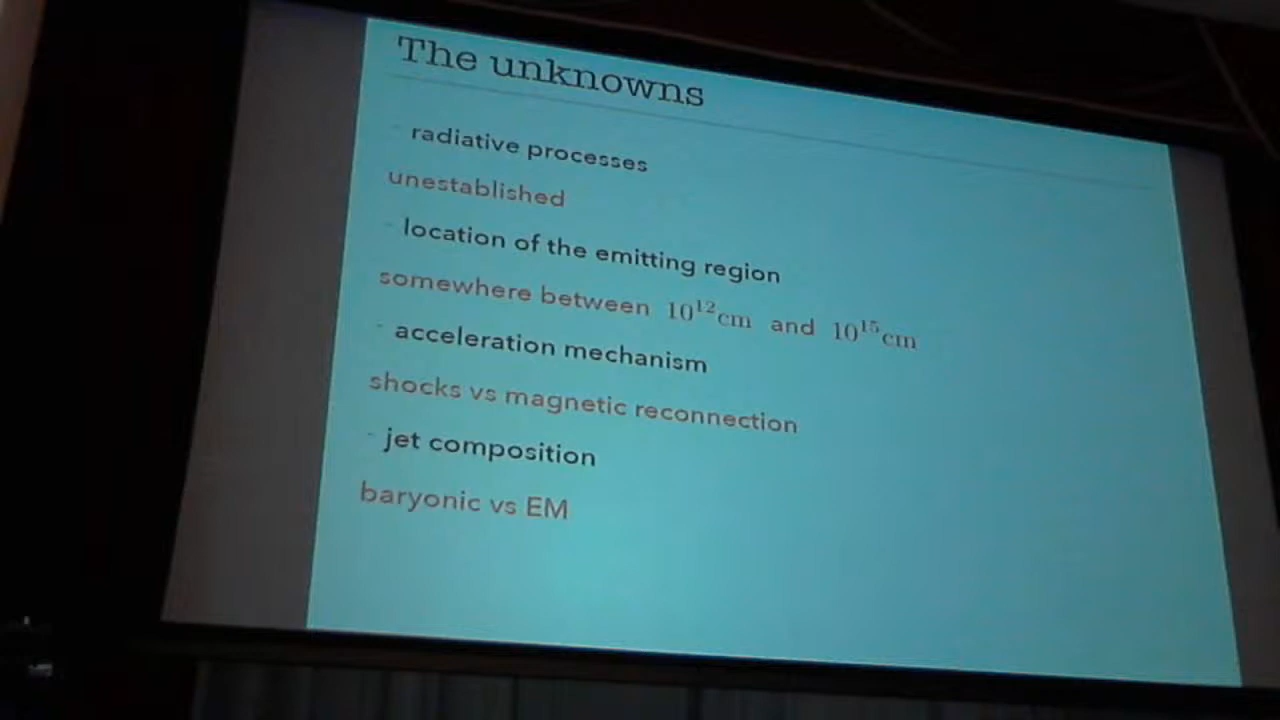 The unknowns
- radiative processes
unestablished
- location of the emitting region
somewhere between 10¹²cm and 10¹⁵cm
- acceleration mechanism
shocks vs magnetic reconnection
- jet composition
baryonic vs EM